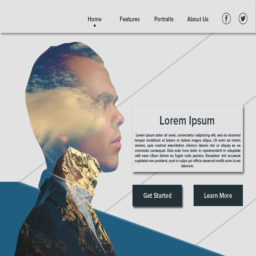 Home Features Portraits About Us
Lorem Ipsum
Lorem ipsum dolor sit amet, consectetur adipiscing elit, sed do eiusmod
tempor incididunt ut labore et dolore magna aliqua. Ut enim ad minim
veniam, quis nostrud exercitation ullamco laboris nisi ut aliquip ex ea
commodo consequat. Duis aute irure dolor in reprehenderit in voluptate
velit esse cillum dolore eu fugiat nulla pariatur. Excepteur sint occaecat
cupidatat non proident, sunt in culpa qui officia deserunt mollit anim id est
laborum.
Get Started Learn More